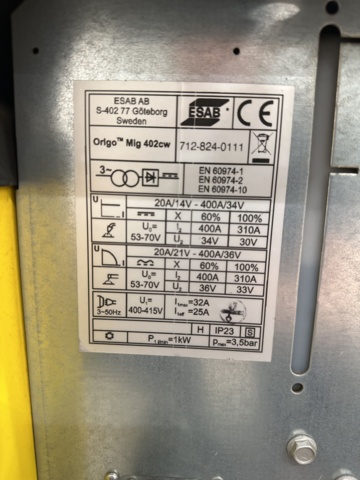 ESAB AB
S-402 77 Göteborg
Sweden
ESAB
CE
Origo™ Mig 402cw
712-824-0111
3~
EN 60974-1
EN 60974-2
EN 60974-10
U
20A/14V - 400A/34V
X 60% 100%
U₀= I₂ 400A 310A
53-70V U₂ 34V 30V
U
20A/21V - 400A/36V
X 60% 100%
U₀= I₂ 400A 310A
53-70V U₂ 36V 33V
U₁= Imax=32A
3~50Hz 400-415V I1eff=25A
H IP23 S
=1kW pmax=3,5bar